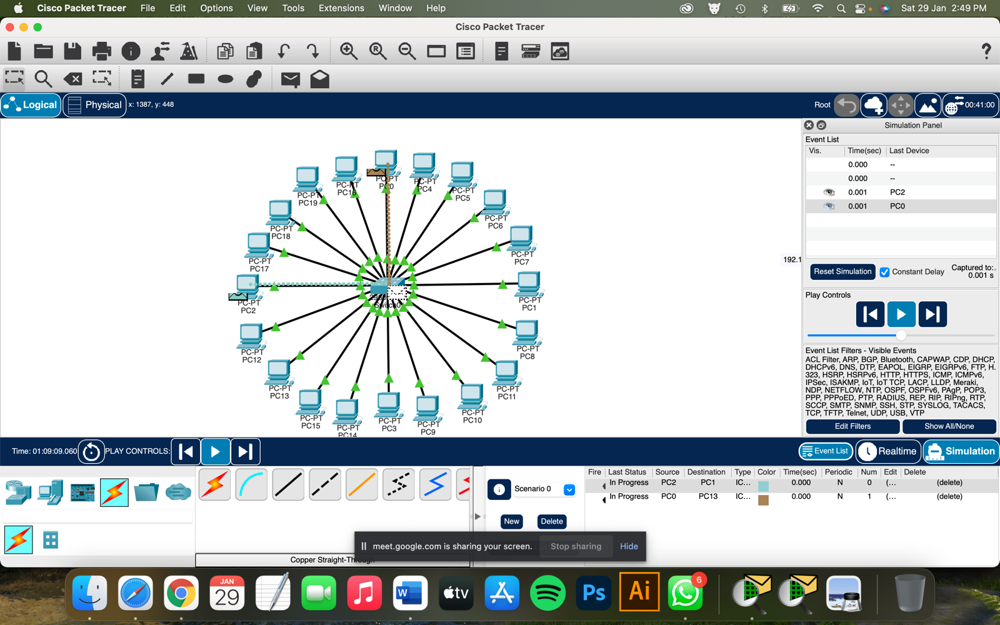 Cisco Packet Tracer File Edit Options View Tools Extensions Window Help Sat 29 Jan 2:49 PM
Cisco Packet Tracer
Logical Physical x: 1387, y: 448 Root 00:41:00
Simulation Panel
Event List
Vis. Time(sec) Last Device
0.000 --
0.000 --
0.001 PC2
0.001 PC0
192.1
Reset Simulation Constant Delay Captured to:
0.001 s
Play Controls
Event List Filters - Visible Events
ACL Filter, ARP, BGP, Bluetooth, CAPWAP, CDP, DHCP,
DHCPv6, DNS, DTP, EAPOL, EIGRP, EIGRPv6, FTP, H.
323, HSRP, HSRPv6, HTTP, HTTPS, ICMP, ICMPv6,
IPSec, ISAKMP, IoT, IoT TCP, LACP, LLDP, Meraki,
NDP, NETFLOW, NTP, OSPF, OSPFv6, PAgP, POP3,
PPP, PPPoED, PTP, RADIUS, REP, RIP, RIPng, RTP,
SCCP, SMTP, SNMP, SSH, STP, SYSLOG, TACACS,
TCP, TFTP, Telnet, UDP, USB, VTP
Edit Filters Show All/None
PC-PT
PC0
PC-PT
PC4
PC-PT
PC5
PC-PT
PC6
PC-PT
PC7
PC-PT
PC1
PC-PT
PC8
PC-PT
PC11
PC-PT
PC10
PC-PT
PC9
PC-PT
PC3
PC-PT
PC14
PC-PT
PC15
PC-PT
PC13
PC-PT
PC12
PC-PT
PC2
PC-PT
PC17
PC-PT
PC18
PC-PT
PC19
PC-PT
PC16
Switch0
Time: 01:09:09.060 PLAY CONTROLS: Event List Realtime Simulation
Scenario 0
New Delete
Fire Last Status Source Destination Type Color Time(sec) Periodic Num Edit Delete
In Progress PC2 PC1 IC... 0.000 N 0 (... (delete)
In Progress PC0 PC13 IC... 0.000 N 1 (... (delete)
meet.google.com is sharing your screen. Stop sharing Hide
Copper Straight-Through
JAN
29
tv
Ps
Ai
6